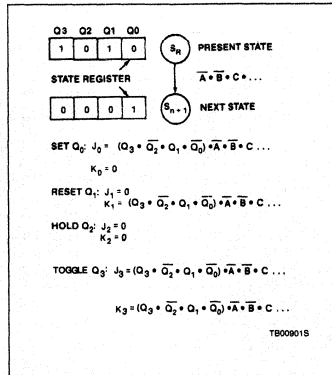 Q3 Q2 Q1 Q0
1 0 1 0
S_R PRESENT STATE
STATE REGISTER
A̅ • B̅ • C • ...
0 0 0 1
S_{n+1} NEXT STATE
SET Q₀: J₀ = (Q₃ • Q̅₂ • Q₁ • Q̅₀) • A̅ • B̅ • C ...
K₀ = 0
RESET Q₁: J₁ = 0
K₁ = (Q₃ • Q̅₂ • Q₁ • Q̅₀) • A̅ • B̅ • C ...
HOLD Q₂: J₂ = 0
K₂ = 0
TOGGLE Q₃: J₃ = (Q₃ • Q̅₂ • Q₁ • Q̅₀) • A̅ • B̅ • C ...
K₃ = (Q₃ • Q̅₂ • Q₁ • Q̅₀) • A̅ • B̅ • C ...
TB00901S